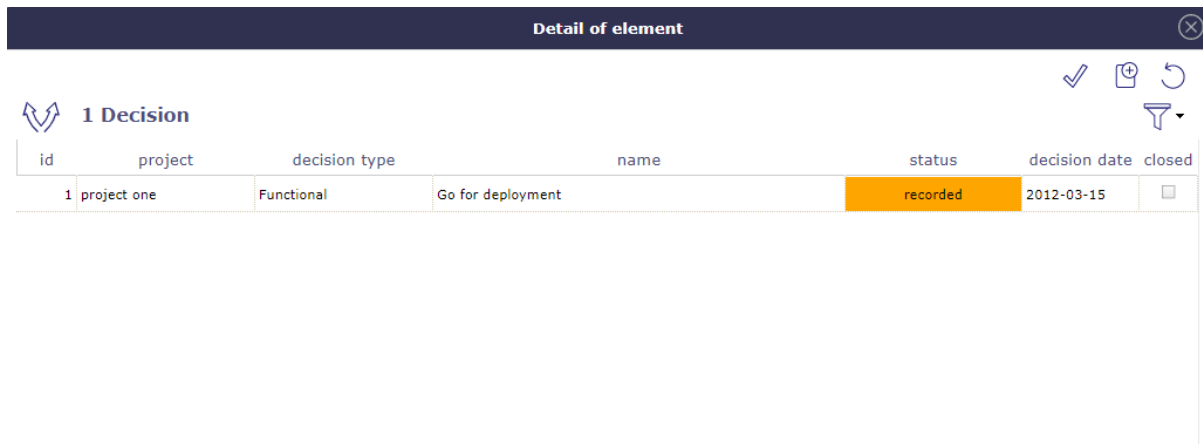 Detail of element
1 Decision
id project decision type name status decision date closed
1 project one Functional Go for deployment recorded 2012-03-15